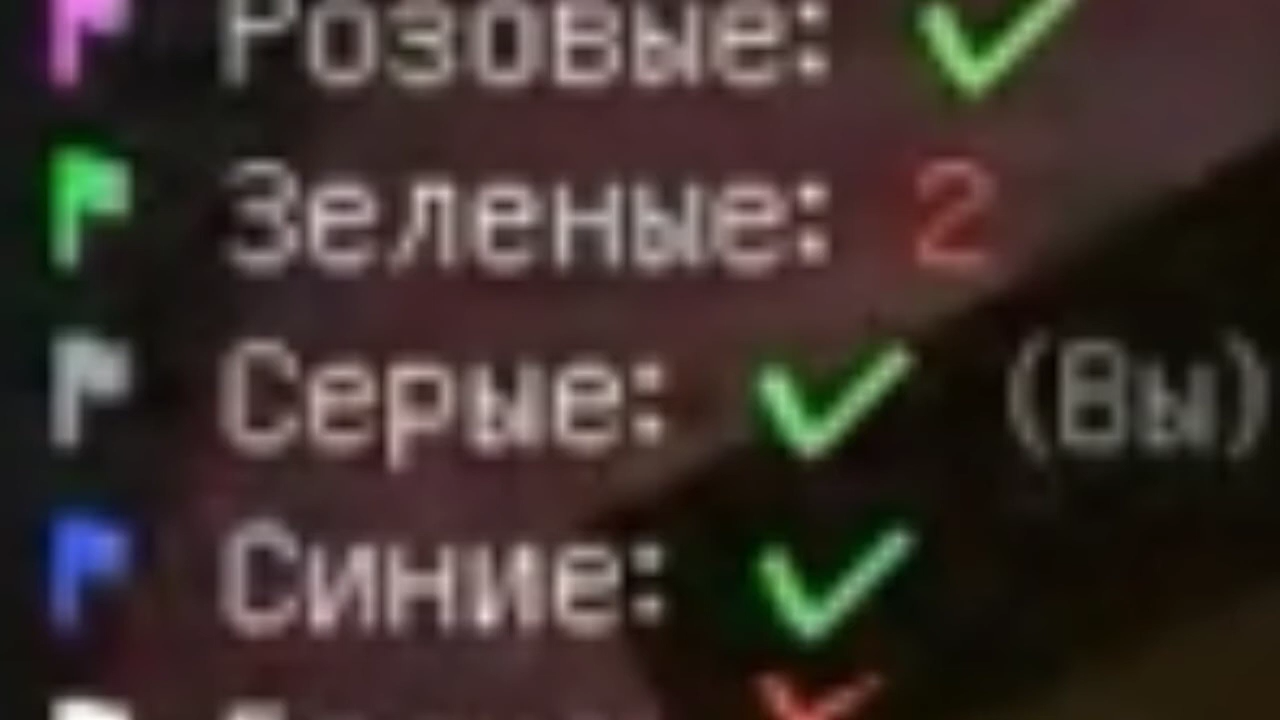 Розовые: ✓
Зеленые: 2
Серые: ✓ (Вы)
Синие: ✓